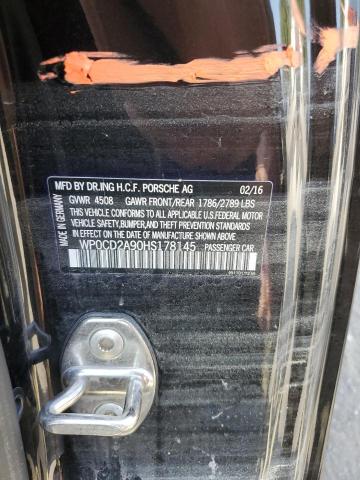 MFD BY DR.ING H.C.F. PORSCHE AG 02/16
GVWR 4508 GAWR FRONT/REAR 1786/2789 LBS
THIS CAR CONFORMS TO ALL APPLICABLE U.S. FEDERAL MOTOR
VEHICLE SAFETY, BUMPER, AND THEFT PREVENTION STANDARDS
IN EFFECT ON THE DATE OF MANUFACTURE SHOWN ABOVE.
WP0CD2A90HS178145 PASSENGER CAR
MADE IN GERMANY